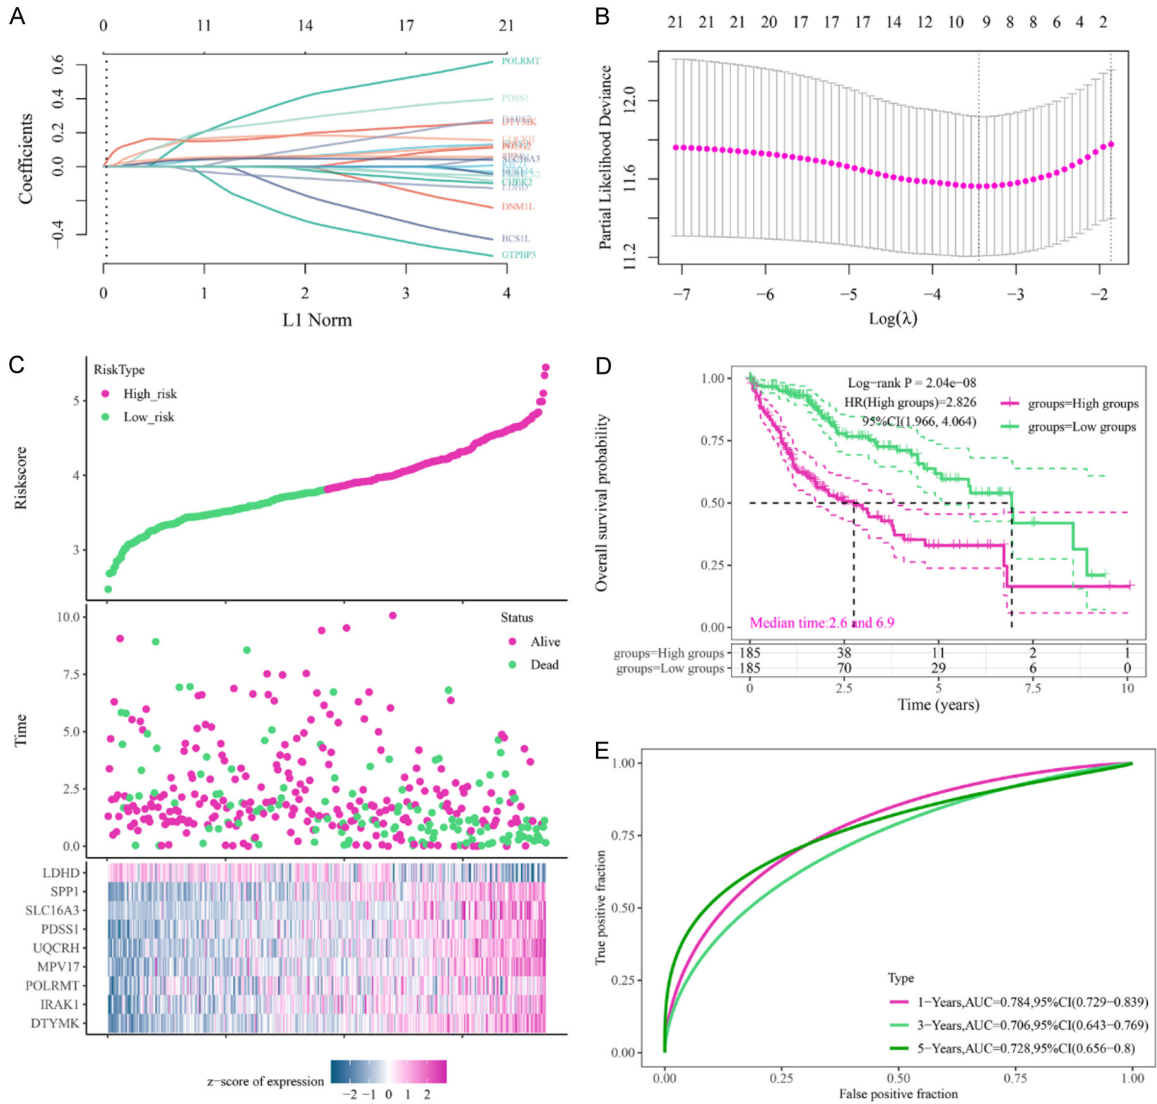 A
0 11 14 17 21
Coefficients
0.6
0.4
0.2
0.0
−0.4
POLRMT
PDSS1
DTYMK
UQCRH
SLC16A3
CHEK2
LDHD
DNM1L
BCS1L
GTPBP3
0 1 2 3 4
L1 Norm
B
21 21 21 20 17 17 17 14 12 10 9 8 8 6 4 2
Partial Likelihood Deviance
12.0
11.6
11.2
−7 −6 −5 −4 −3 −2
Log(λ)
C
RiskType
High_risk
Low_risk
Riskscore
5
4
3
Status
Alive
Dead
Time
10.0
7.5
5.0
2.5
0.0
LDHD
SPP1
SLC16A3
PDSS1
UQCRH
MPV17
POLRMT
IRAK1
DTYMK
z−score of expression
−2 −1 0 1 2
D
Overall survival probability
1.00
0.75
0.50
0.25
0.00
Log−rank P = 2.04e−08
HR(High groups)=2.826
95%CI(1.966, 4.064)
groups=High groups
groups=Low groups
Median time:2.6 and 6.9
groups=High groups 185 38 11 2 1
groups=Low groups 185 70 29 6 0
0 2.5 5 7.5 10
Time (years)
E
True positive fraction
1.00
0.75
0.50
0.25
0.00
Type
1−Years,AUC=0.784,95%CI(0.729−0.839)
3−Years,AUC=0.706,95%CI(0.643−0.769)
5−Years,AUC=0.728,95%CI(0.656−0.8)
0.00 0.25 0.50 0.75 1.00
False positive fraction